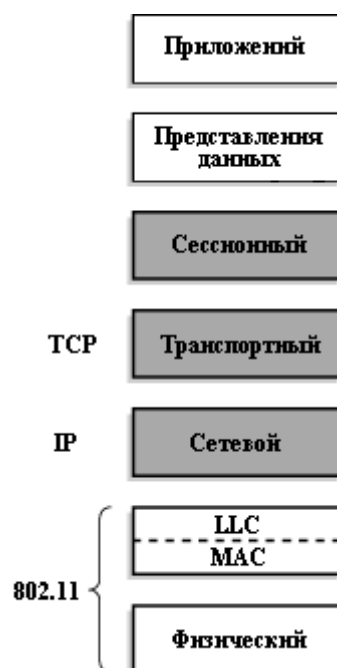 Приложений
Представления
данных
Сессионный
TCP
Транспортный
IP
Сетевой
LLC
MAC
802.11
Физический